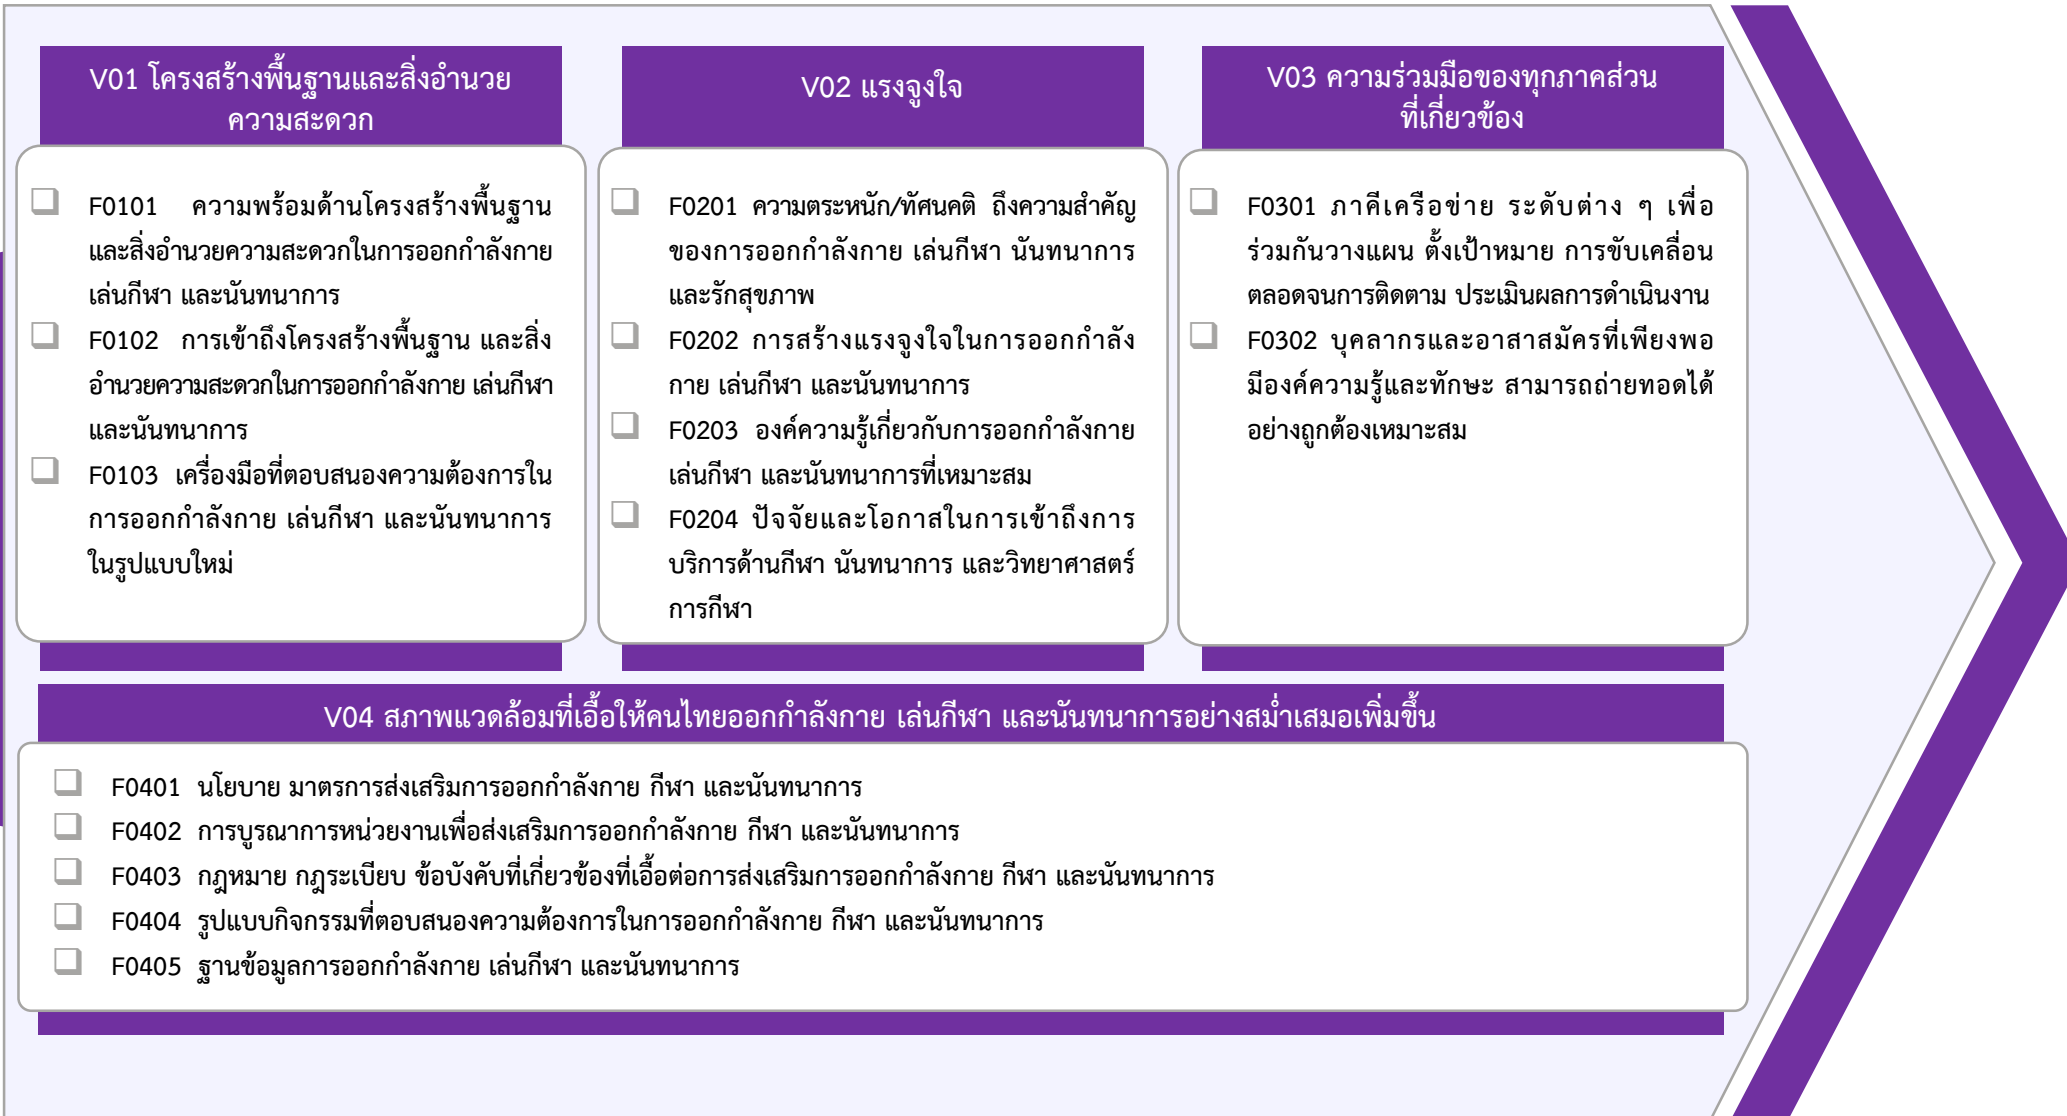 V01 โครงสร้างพื้นฐานและสิ่งอำนวย
ความสะดวก
F0101 ความพร้อมด้านโครงสร้างพื้นฐาน
และสิ่งอำนวยความสะดวกในการออกกำลังกาย
เล่นกีฬา และนันทนาการ
F0102 การเข้าถึงโครงสร้างพื้นฐาน และสิ่ง
อำนวยความสะดวกในการออกกำลังกาย เล่นกีฬา
และนันทนาการ
F0103 เครื่องมือที่ตอบสนองความต้องการใน
การออกกำลังกาย เล่นกีฬา และนันทนาการ
ในรูปแบบใหม่
V02 แรงจูงใจ
F0201 ความตระหนัก/ทัศนคติ ถึงความสำคัญ
ของการออกกำลังกาย เล่นกีฬา นันทนาการ
และรักสุขภาพ
F0202 การสร้างแรงจูงใจในการออกกำลัง
กาย เล่นกีฬา และนันทนาการ
F0203 องค์ความรู้เกี่ยวกับการออกกำลังกาย
เล่นกีฬา และนันทนาการที่เหมาะสม
F0204 ปัจจัยและโอกาสในการเข้าถึงการ
บริการด้านกีฬา นันทนาการ และวิทยาศาสตร์
การกีฬา
V03 ความร่วมมือของทุกภาคส่วน
ที่เกี่ยวข้อง
F0301 ภาคีเครือข่าย ระดับต่าง ๆ เพื่อ
ร่วมกันวางแผน ตั้งเป้าหมาย การขับเคลื่อน
ตลอดจนการติดตาม ประเมินผลการดำเนินงาน
F0302 บุคลากรและอาสาสมัครที่เพียงพอ
มีองค์ความรู้และทักษะ สามารถถ่ายทอดได้
อย่างถูกต้องเหมาะสม
V04 สภาพแวดล้อมที่เอื้อให้คนไทยออกกำลังกาย เล่นกีฬา และนันทนาการอย่างสม่ำเสมอเพิ่มขึ้น
F0401 นโยบาย มาตรการส่งเสริมการออกกำลังกาย กีฬา และนันทนาการ
F0402 การบูรณาการหน่วยงานเพื่อส่งเสริมการออกกำลังกาย กีฬา และนันทนาการ
F0403 กฎหมาย กฎระเบียบ ข้อบังคับที่เกี่ยวข้องที่เอื้อต่อการส่งเสริมการออกกำลังกาย กีฬา และนันทนาการ
F0404 รูปแบบกิจกรรมที่ตอบสนองความต้องการในการออกกำลังกาย กีฬา และนันทนาการ
F0405 ฐานข้อมูลการออกกำลังกาย เล่นกีฬา และนันทนาการ